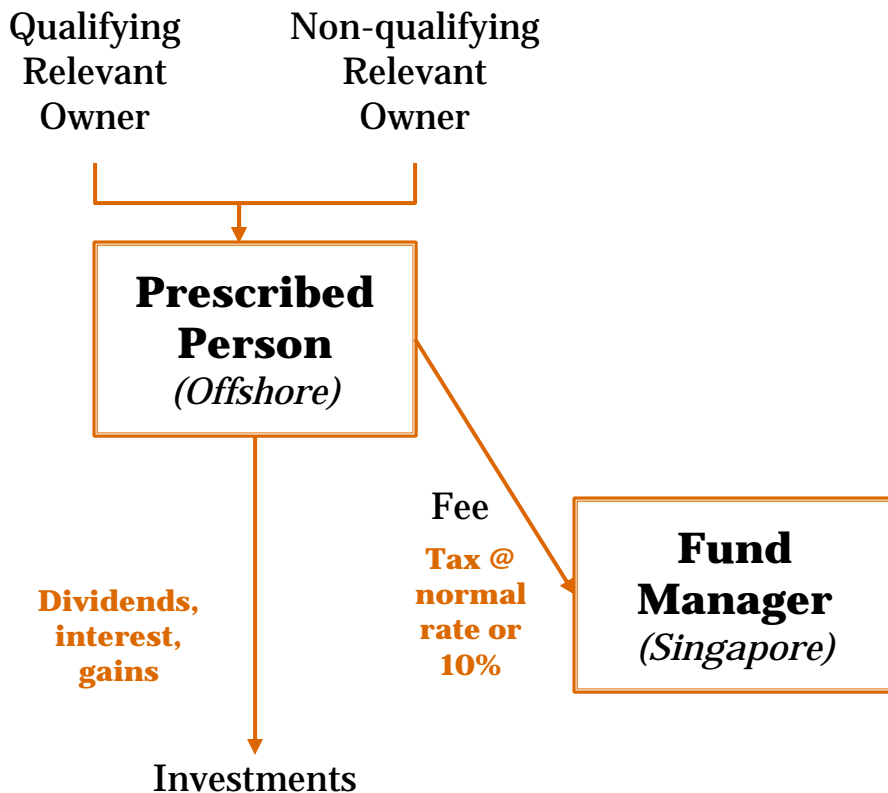 Qualifying
Relevant
Owner
Non-qualifying
Relevant
Owner
Prescribed
Person
(Offshore)
Fee
Tax @
normal
rate or
10%
Fund
Manager
(Singapore)
Dividends,
interest,
gains
Investments